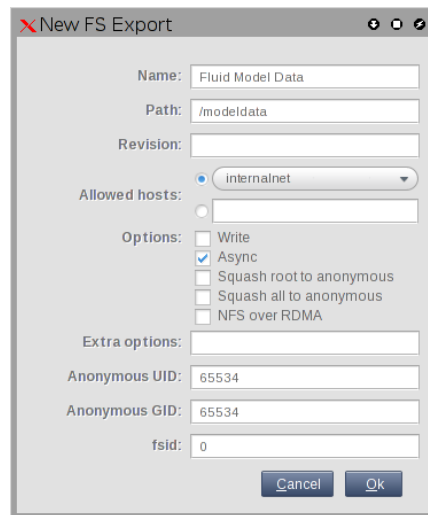 New FS Export
Name: Fluid Model Data
Path: /modeldata
Revision:
internalnet
Allowed hosts:
Options: Write
Async
Squash root to anonymous
Squash all to anonymous
NFS over RDMA
Extra options:
Anonymous UID: 65534
Anonymous GID: 65534
fsid: 0
Cancel Ok